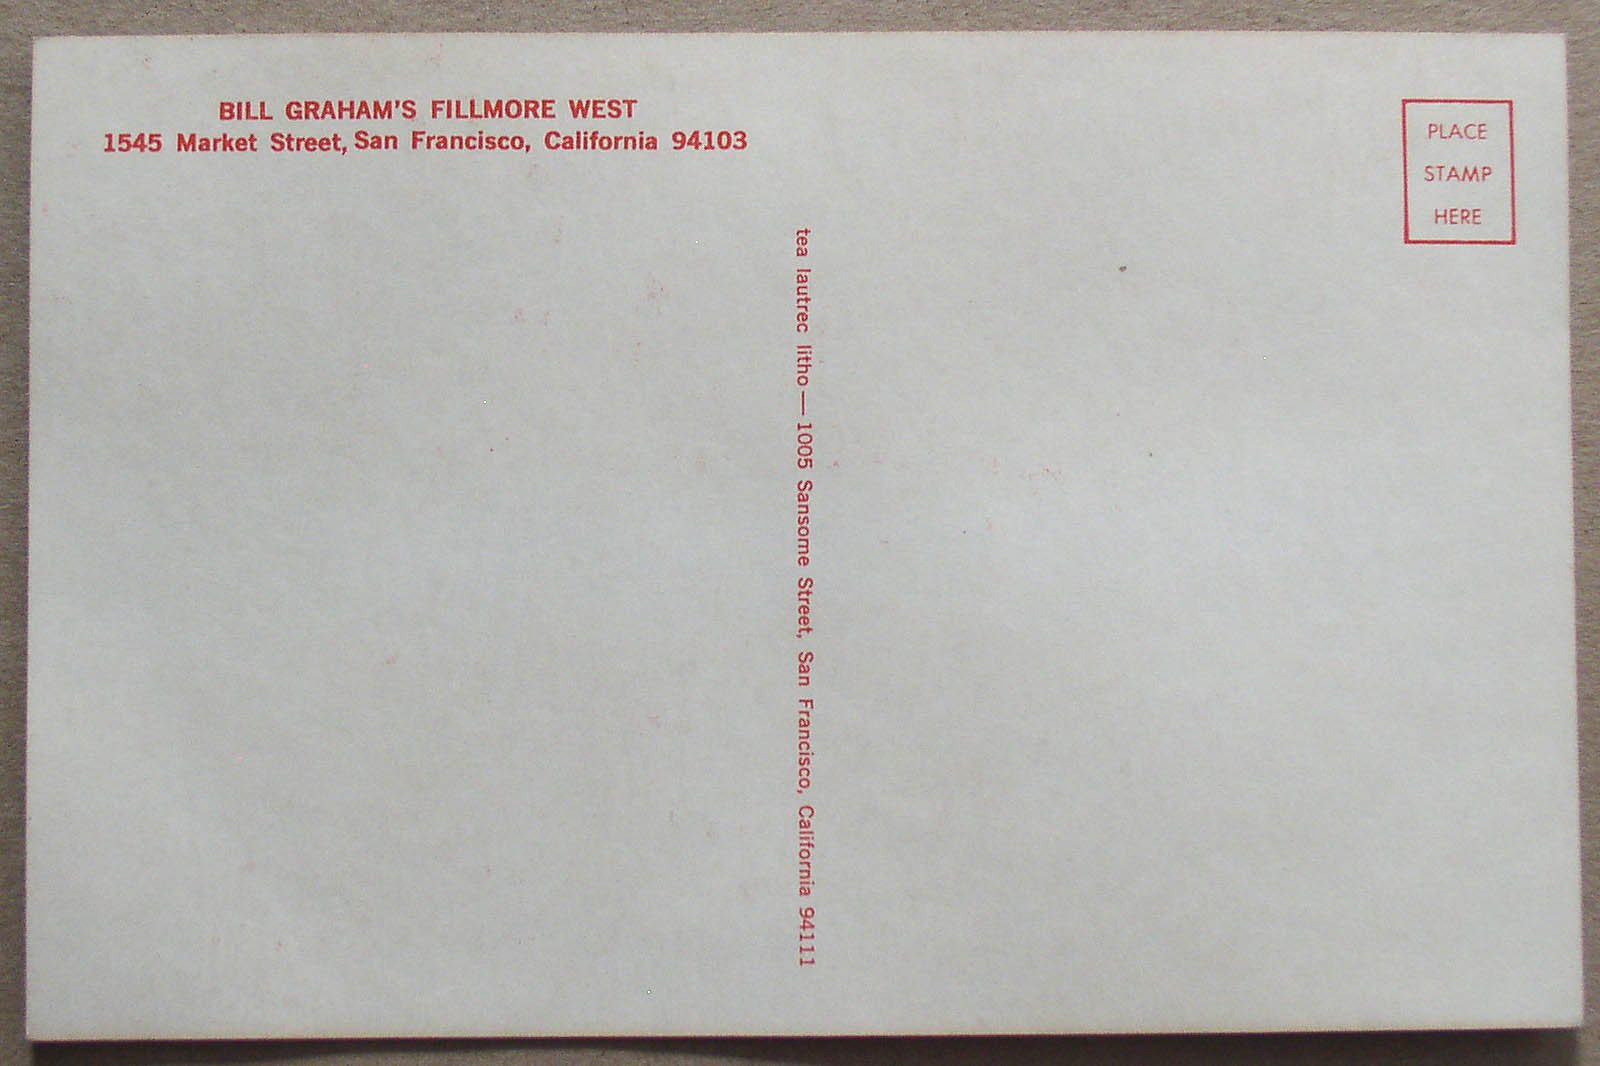 BILL GRAHAM'S FILLMORE WEST
1545 Market Street, San Francisco, California 94103
PLACE
STAMP
HERE
tea lautrec litho — 1005 Sansome Street, San Francisco, California 94111